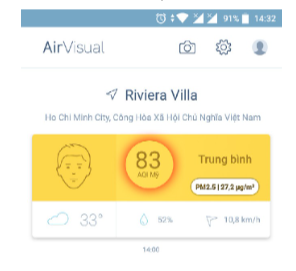 91% 14:32
AirVisual
Riviera Villa
Ho Chi Minh City, Công Hòa Xã Hội Chủ Nghĩa Việt Nam
83
AQI Mỹ
Trung bình
PM2.5 | 27,2 µg/m³
33°
52%
10,8 km/h
14:00